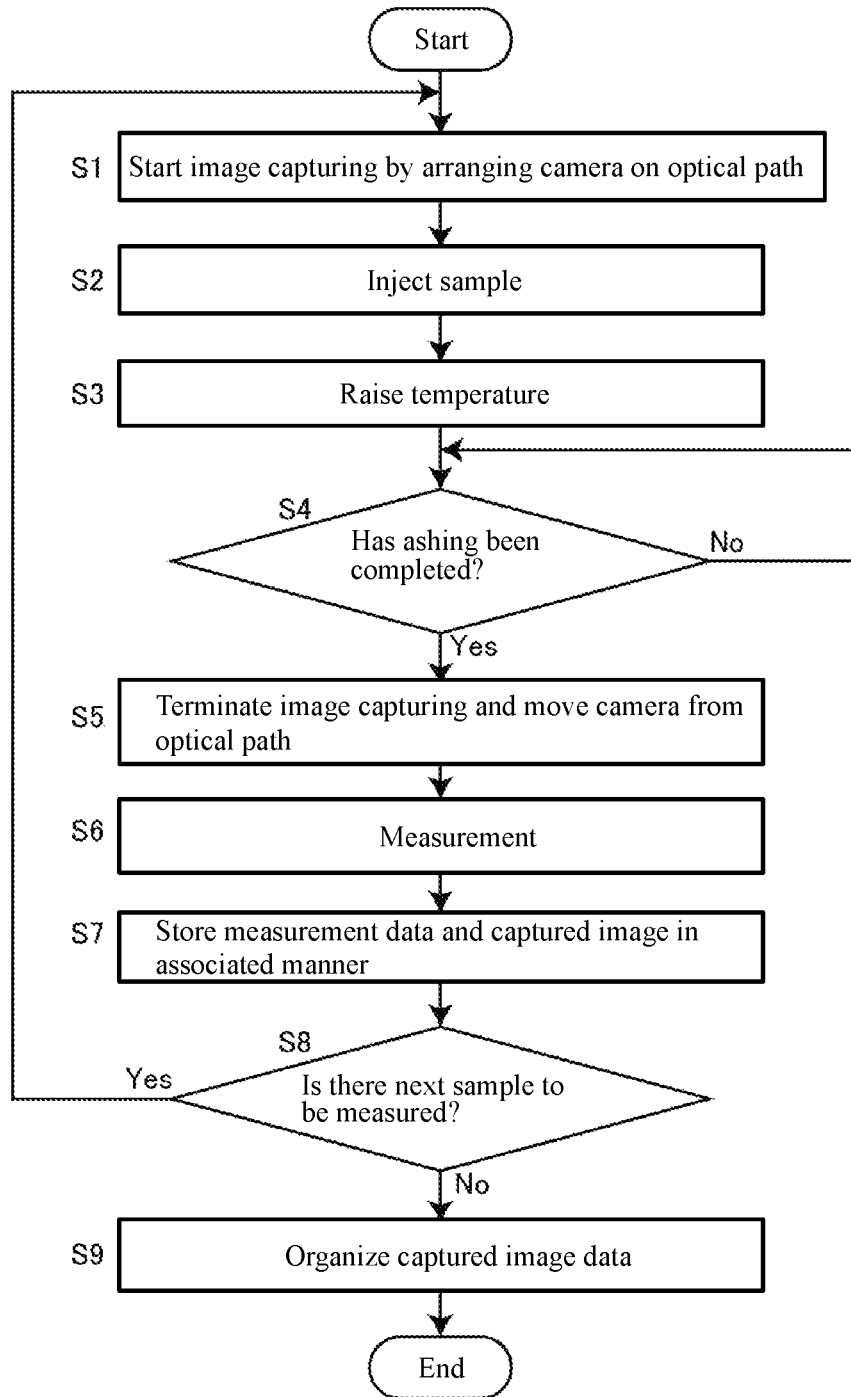 Start
S1
Start image capturing by arranging camera on optical path
S2
Inject sample
S3
Raise temperature
S4
Has ashing been
completed?
No
Yes
S5
Terminate image capturing and move camera from
optical path
S6
Measurement
S7
Store measurement data and captured image in
associated manner
S8
Yes
Is there next sample to
be measured?
No
S9
Organize captured image data
End